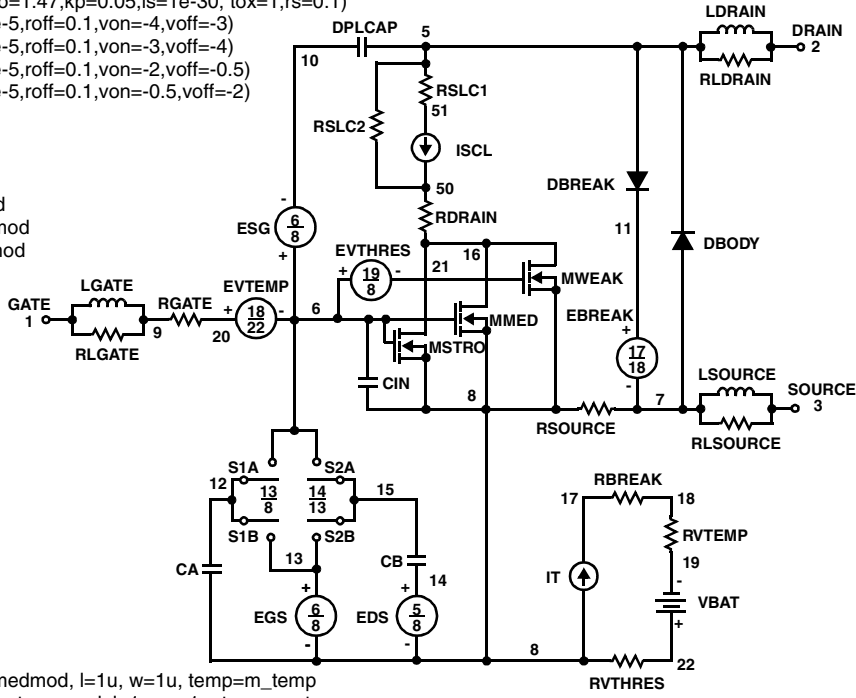 o=1.47,kp=0.05,is=1e-30, tox=1,rs=0.1)
e-5,roff=0.1,von=-4,voff=-3)
e-5,roff=0.1,von=-3,voff=-4)
e-5,roff=0.1,von=-2,voff=-0.5)
e-5,roff=0.1,von=-0.5,voff=-2)
d
mod
mod
LDRAIN
DPLCAP
5
DRAIN
2
10
RLDRAIN
RSLC1
51
RSLC2
ISCL
50
DBREAK
-
RDRAIN
ESG
6
8
+
11
DBODY
EVTHRES
16
+
19
8
-
21
MWEAK
LGATE
EVTEMP
GATE
1
RGATE
+
18
22
-
6
EBREAK
+
MMED
9
20
RLGATE
MSTRO
17
18
-
LSOURCE
CIN
SOURCE
3
8
7
RSOURCE
RLSOURCE
S1A
S2A
12
13
8
14
13
15
RBREAK
17
18
S1B
S2B
RVTEMP
13
CB
19
CA
14
IT
-
+
+
VBAT
EGS
6
8
EDS
5
8
+
-
-
8
22
RVTHRES
medmod, l=1u, w=1u, temp=m_temp